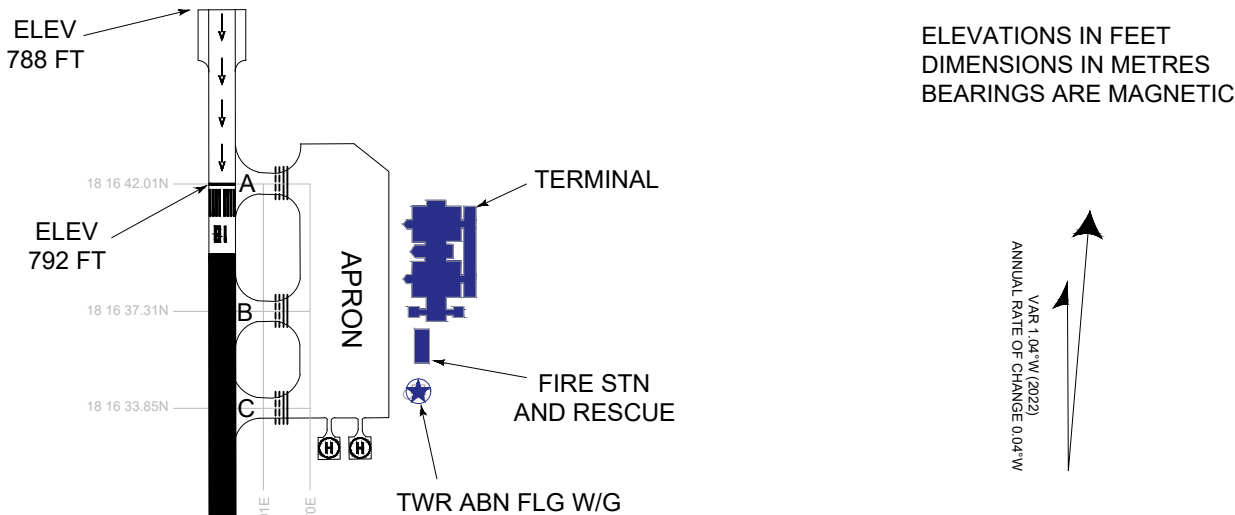 ELEV
788 FT
ELEVATIONS IN FEET
DIMENSIONS IN METRES
BEARINGS ARE MAGNETIC
18 16 42.01N
A
TERMINAL
ELEV
792 FT
APRON
VAR 1.04°W (2022)
ANNUAL RATE OF CHANGE 0.04°W
18 16 37.31N
B
FIRE STN
AND RESCUE
18 16 33.85N
C
H
H
TWR ABN FLG W/G